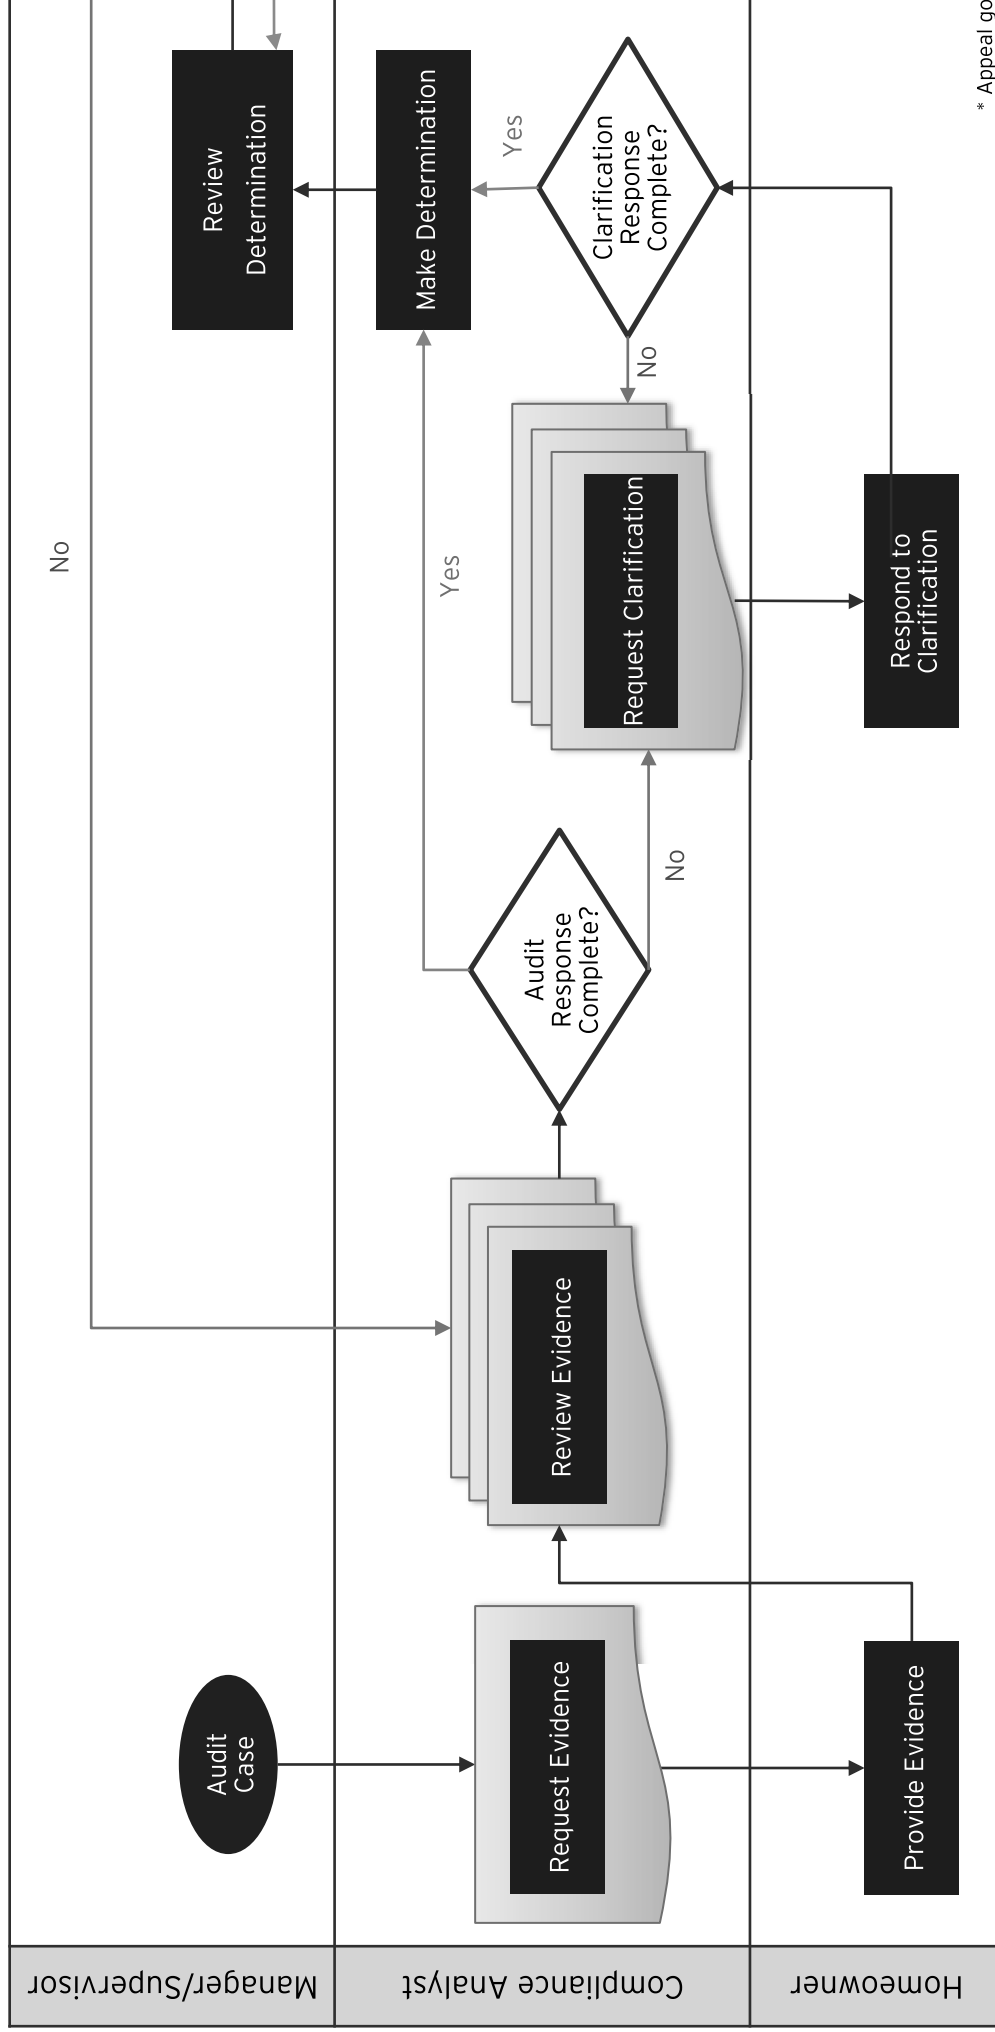 Manager/Supervisor
Compliance Analyst
Homeowner
Audit
Case
Request Evidence
Provide Evidence
Review Evidence
Audit
Response
Complete?
Yes
No
Request Clarification
Respond to
Clarification
Clarification
Response
Complete?
No
Yes
Make Determination
Review
Determination
No
* Appeal go